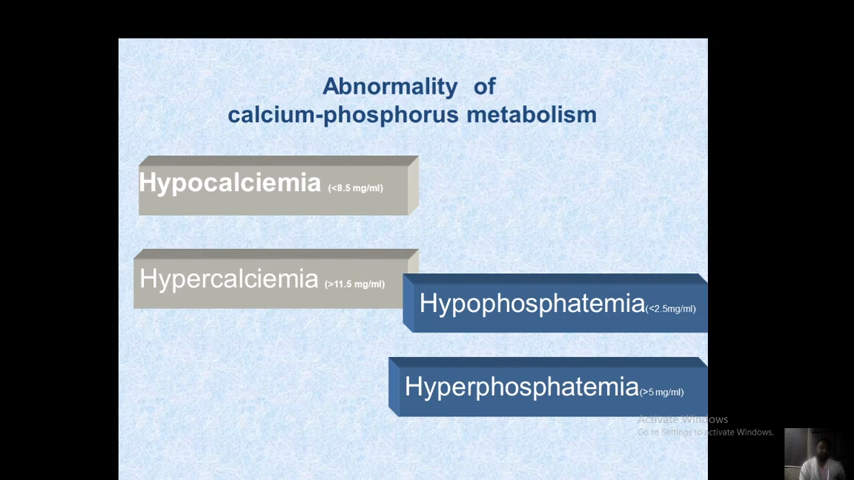 Abnormality of
calcium-phosphorus metabolism
Hypocalciemia (<8.5 mg/ml)
Hypercalciemia (>11.5 mg/ml)
Hypophosphatemia(<2.5mg/ml)
Hyperphosphatemia(>5 mg/ml)
Activate Windows
Go to Settings to activate Windows.